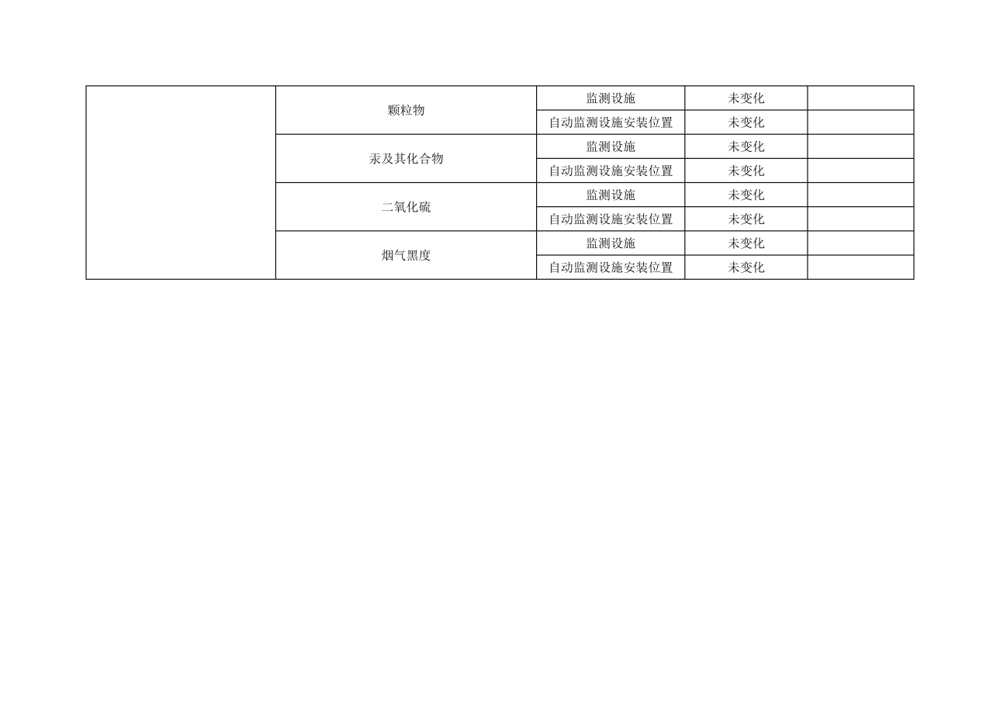 颗粒物 监测设施 未变化
自动监测设施安装位置 未变化
汞及其化合物 监测设施 未变化
自动监测设施安装位置 未变化
二氧化硫 监测设施 未变化
自动监测设施安装位置 未变化
烟气黑度 监测设施 未变化
自动监测设施安装位置 未变化